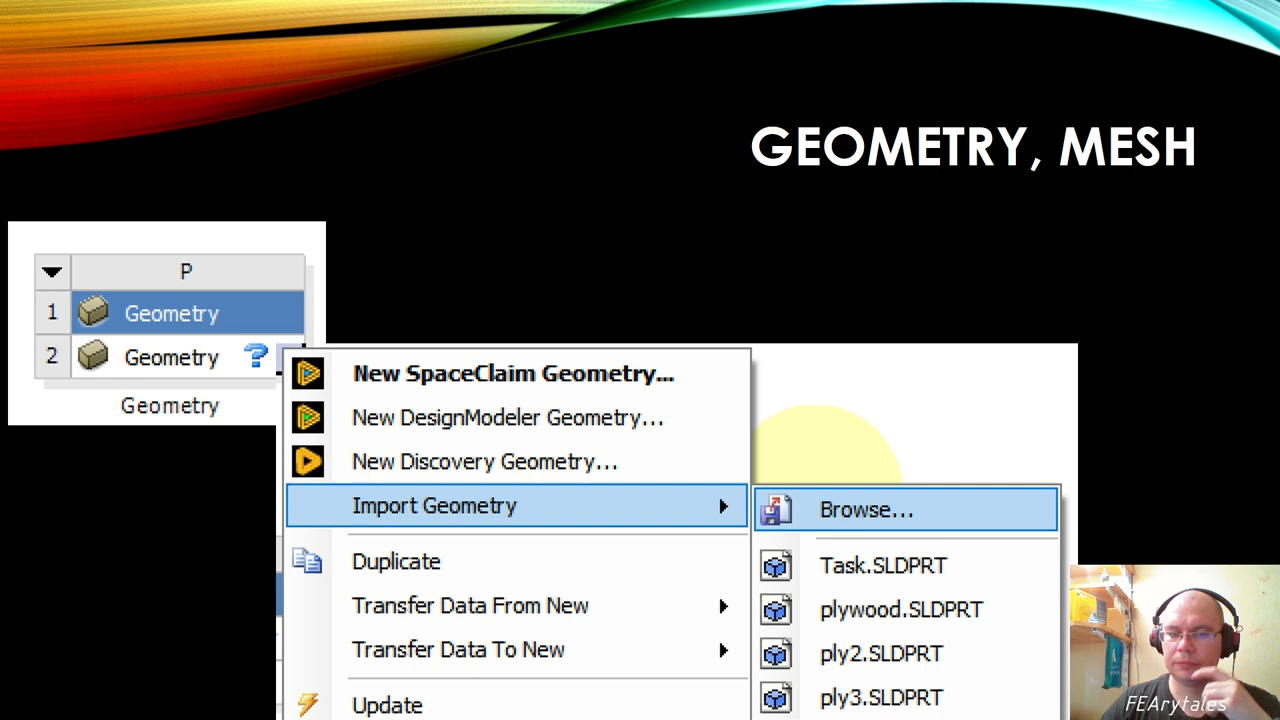 GEOMETRY, MESH
P
1 Geometry
2 Geometry ?
Geometry
New SpaceClaim Geometry...
New DesignModeler Geometry...
New Discovery Geometry...
Import Geometry
Browse...
Duplicate
Task.SLDPRT
Transfer Data From New
plywood.SLDPRT
Transfer Data To New
ply2.SLDPRT
Update
ply3.SLDPRT
FEArytales